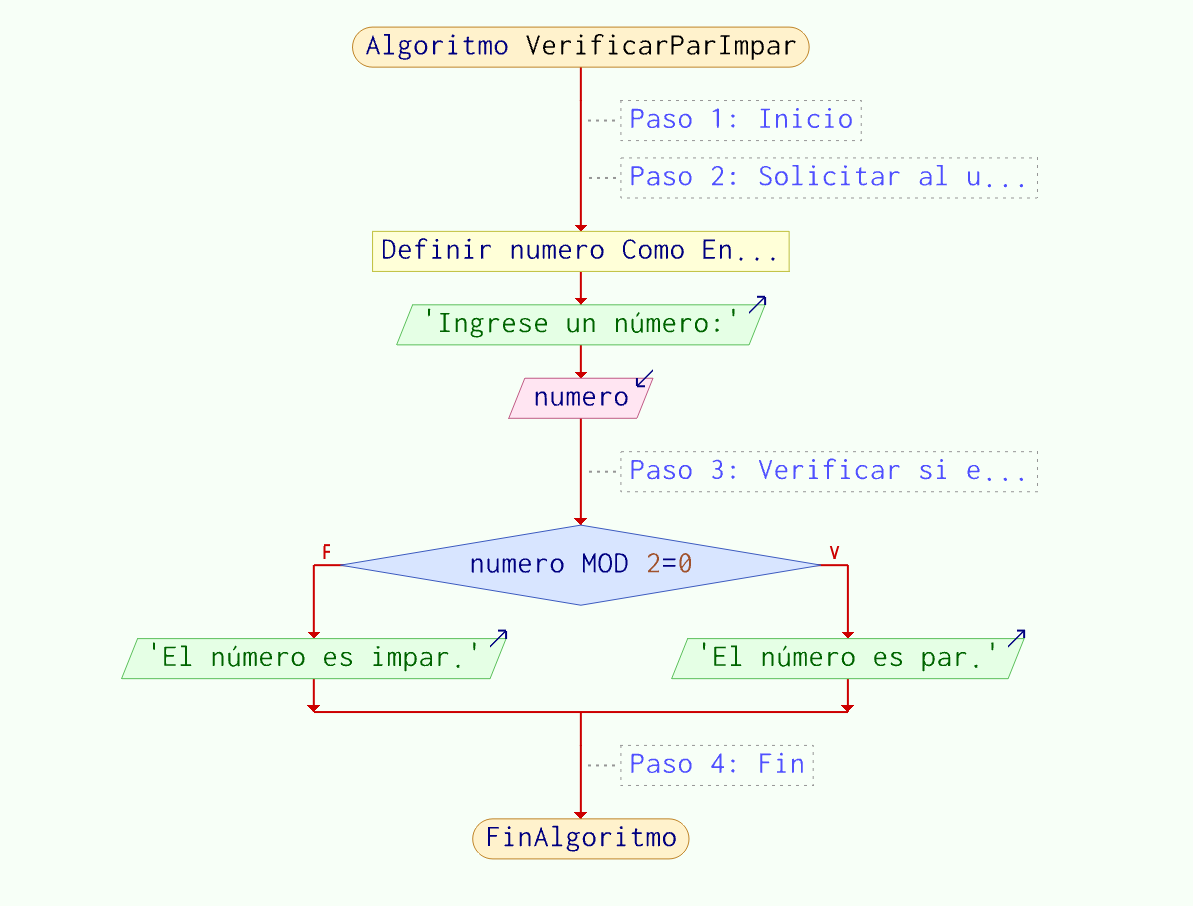 Algoritmo VerificarParImpar
Paso 1: Inicio
Paso 2: Solicitar al u...
Definir numero Como En...
'Ingrese un número:'
numero
Paso 3: Verificar si e...
F
V
numero MOD 2=0
'El número es impar.'
'El número es par.'
Paso 4: Fin
FinAlgoritmo